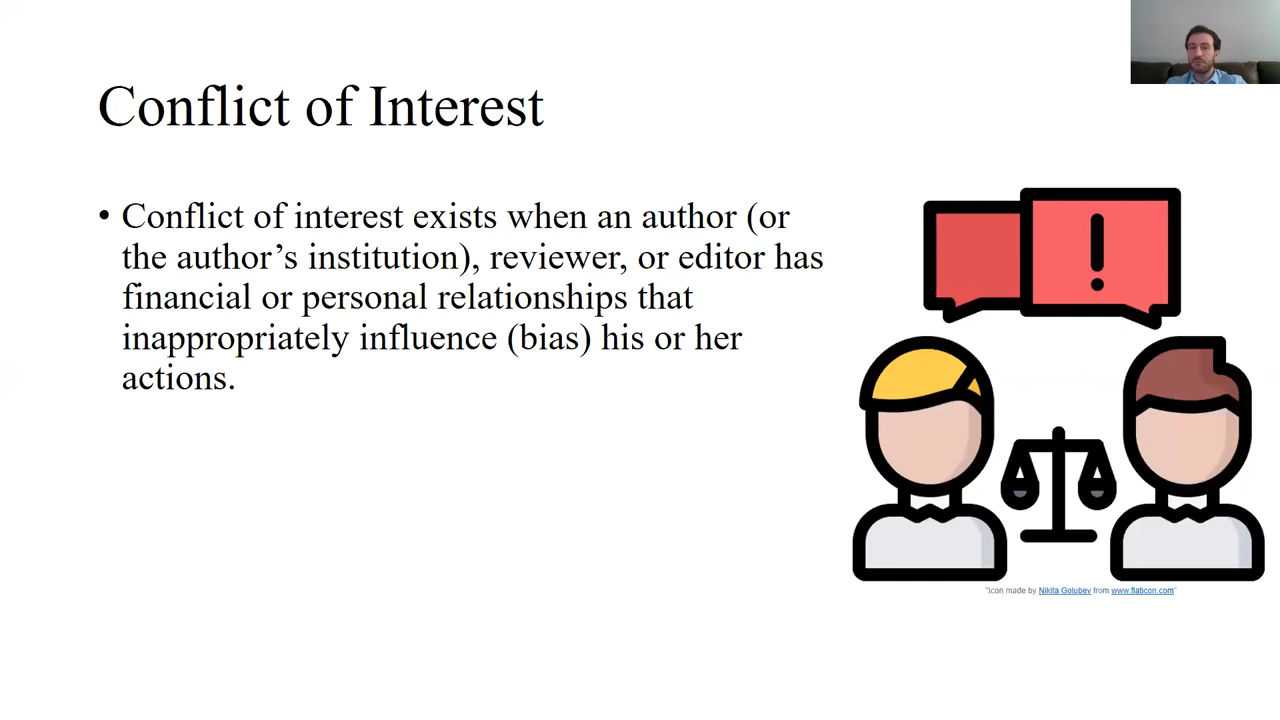 Conflict of Interest
• Conflict of interest exists when an author (or
the author’s institution), reviewer, or editor has
financial or personal relationships that
inappropriately influence (bias) his or her
actions.
!
"Icon made by Nikita Golubev from www.flaticon.com"